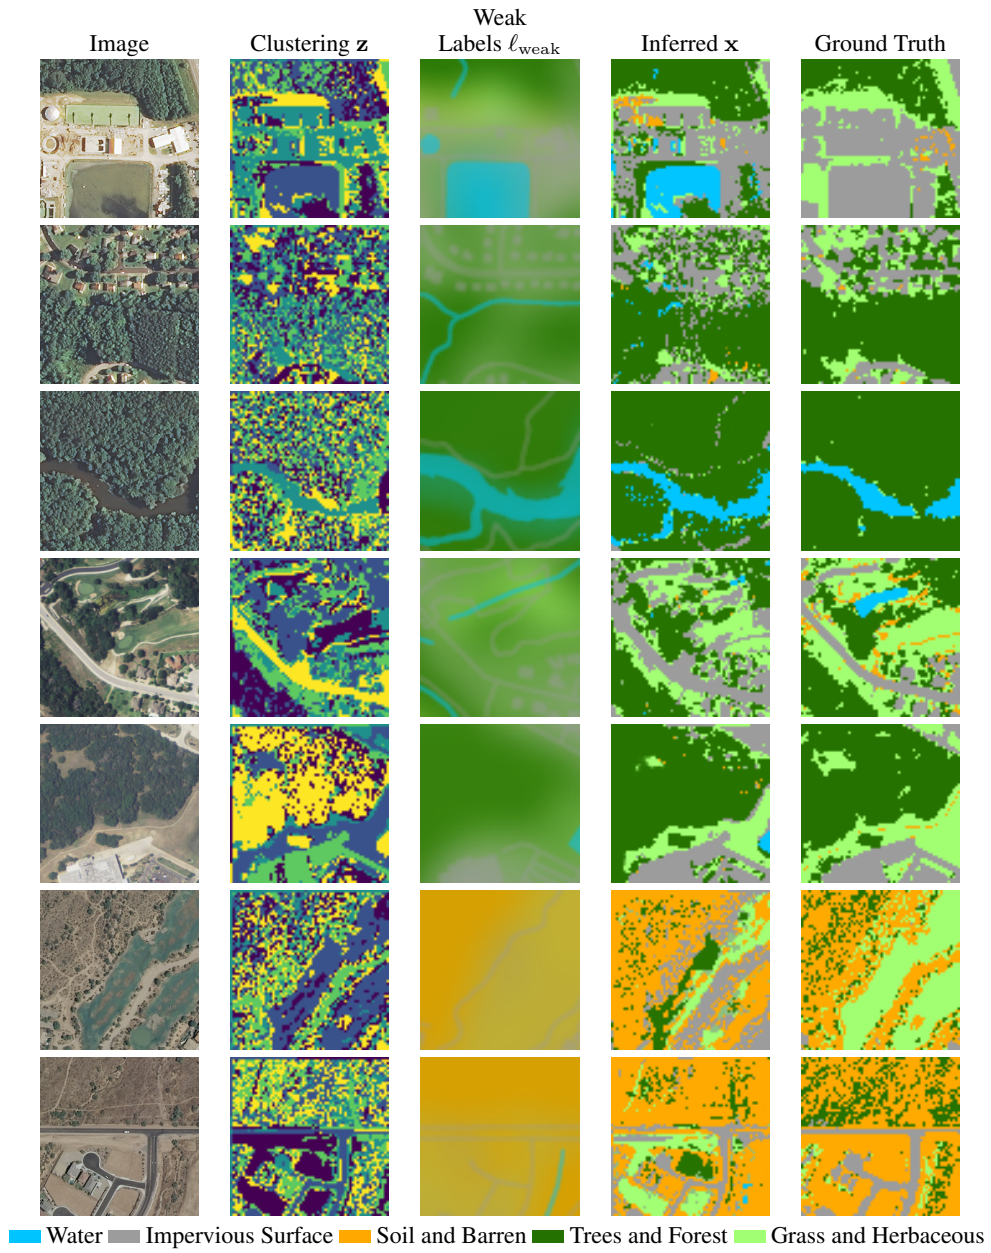 Weak
Image Clustering z Labels ℓweak Inferred x Ground Truth
Water Impervious Surface Soil and Barren Trees and Forest Grass and Herbaceous